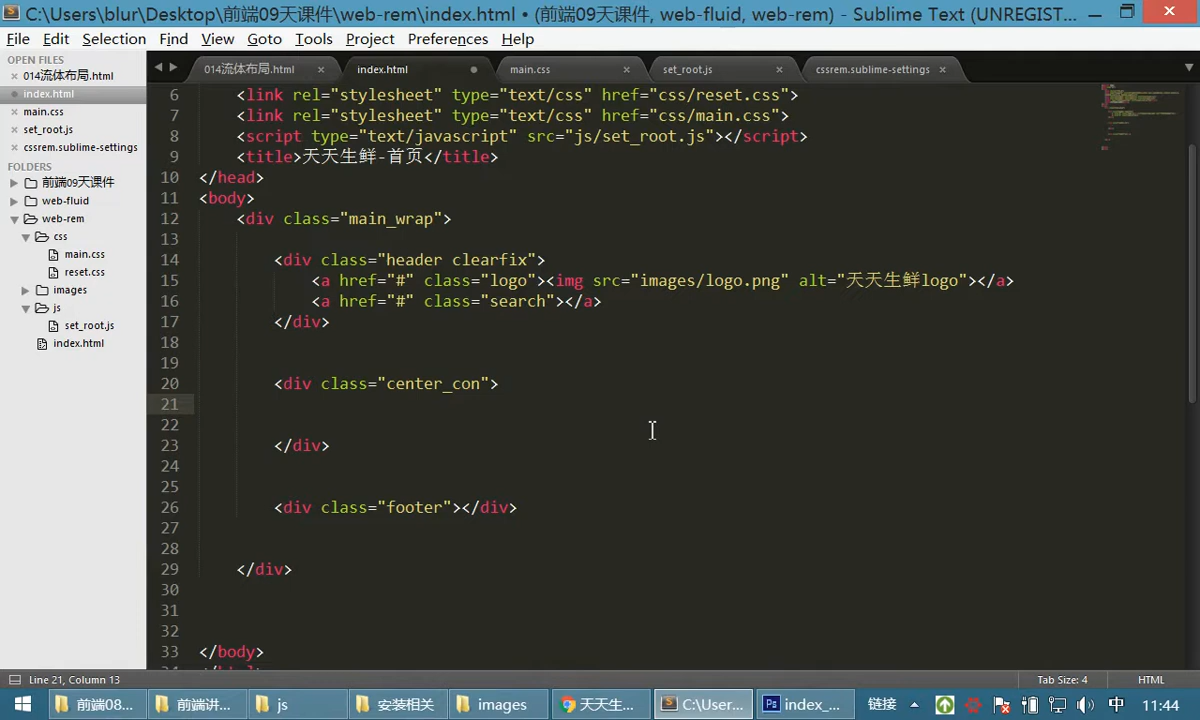 C:\Users\blur\Desktop\前端09天课件\web-rem\index.html • (前端09天课件, web-fluid, web-rem) - Sublime Text (UNREGIST...
File Edit Selection Find View Goto Tools Project Preferences Help
OPEN FILES
014流体布局.html
index.html
main.css
set_root.js
cssrem.sublime-settings
FOLDERS
前端09天课件
web-fluid
web-rem
css
main.css
reset.css
images
js
set_root.js
index.html
014流体布局.html index.html main.css set_root.js cssrem.sublime-settings
6 <link rel="stylesheet" type="text/css" href="css/reset.css">
7 <link rel="stylesheet" type="text/css" href="css/main.css">
8 <script type="text/javascript" src="js/set_root.js"></script>
9 <title>天天生鲜-首页</title>
10 </head>
11 <body>
12 <div class="main_wrap">
13
14 <div class="header clearfix">
15 <a href="#" class="logo"><img src="images/logo.png" alt="天天生鲜logo"></a>
16 <a href="#" class="search"></a>
17 </div>
18
19
20 <div class="center_con">
21
22
23 </div>
24
25
26 <div class="footer"></div>
27
28
29 </div>
30
31
32
33 </body>
Line 21, Column 13 Tab Size: 4 HTML
前端08... 前端讲... js 安装相关 images 天天生... C:\User... index_... 链接 中 11:44